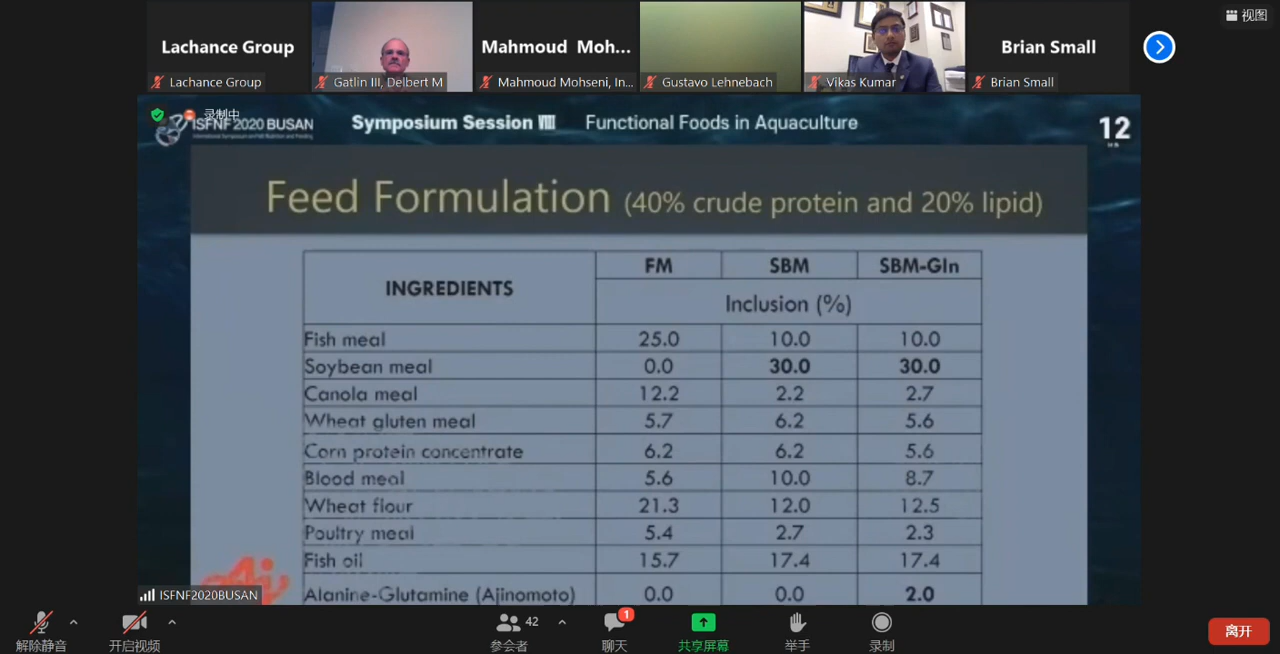 Lachance Group
Mahmoud Moh...
Brian Small
视图
Lachance Group
Gatlin III, Delbert M
Mahmoud Mohseni, In...
Gustavo Lehnebach
Vikas Kumar
Brian Small
录制中
ISFNF2020 BUSAN
Symposium Session Ⅷ
Functional Foods in Aquaculture
12
Feed Formulation (40% crude protein and 20% lipid)
INGREDIENTS FM SBM SBM-Gln
Inclusion (%)
Fish meal 25.0 10.0 10.0
Soybean meal 0.0 30.0 30.0
Canola meal 12.2 2.2 2.7
Wheat gluten meal 5.7 6.2 5.6
Corn protein concentrate 6.2 6.2 5.6
Blood meal 5.6 10.0 8.7
Wheat flour 21.3 12.0 12.5
Poultry meal 5.4 2.7 2.3
Fish oil 15.7 17.4 17.4
Alanine-Glutamine (Ajinomoto) 0.0 0.0 2.0
ISFNF2020BUSAN
解除静音
开启视频
42
参会者
1
聊天
共享屏幕
举手
录制
离开